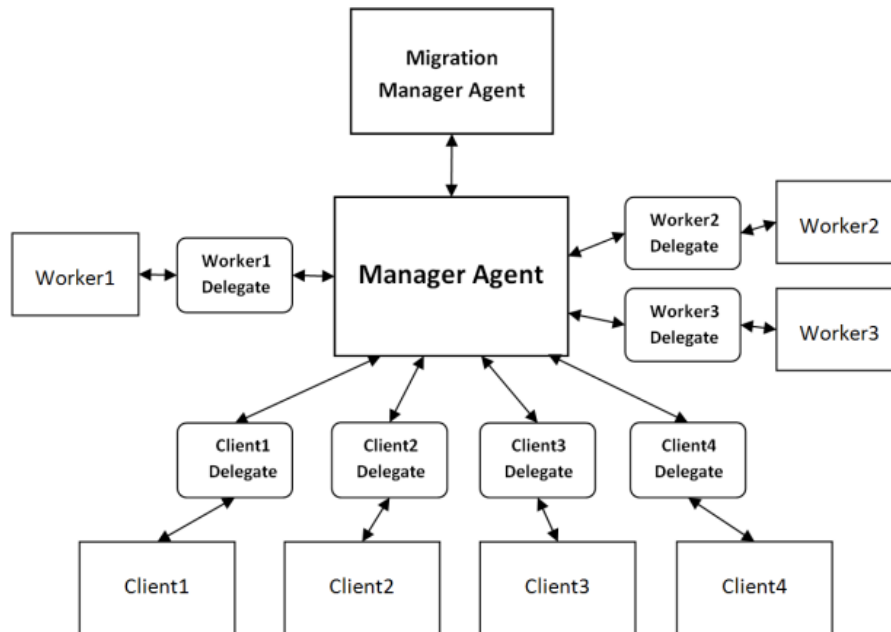 Migration
Manager Agent
Worker2
Delegate
Worker2
Worker1
Worker1
Delegate
Manager Agent
Worker3
Delegate
Worker3
Client1
Delegate
Client2
Delegate
Client3
Delegate
Client4
Delegate
Client1
Client2
Client3
Client4